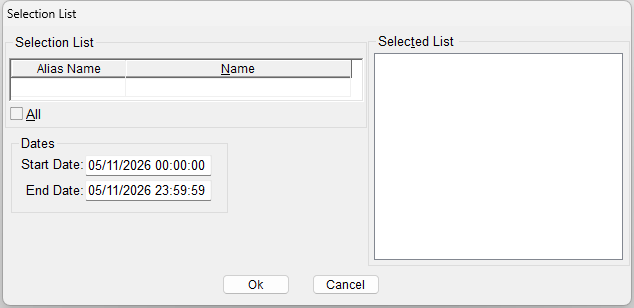 Selection List
Selection List
Alias Name Name
All
Dates
Start Date: 05/11/2026 00:00:00
End Date: 05/11/2026 23:59:59
Selected List
Ok Cancel